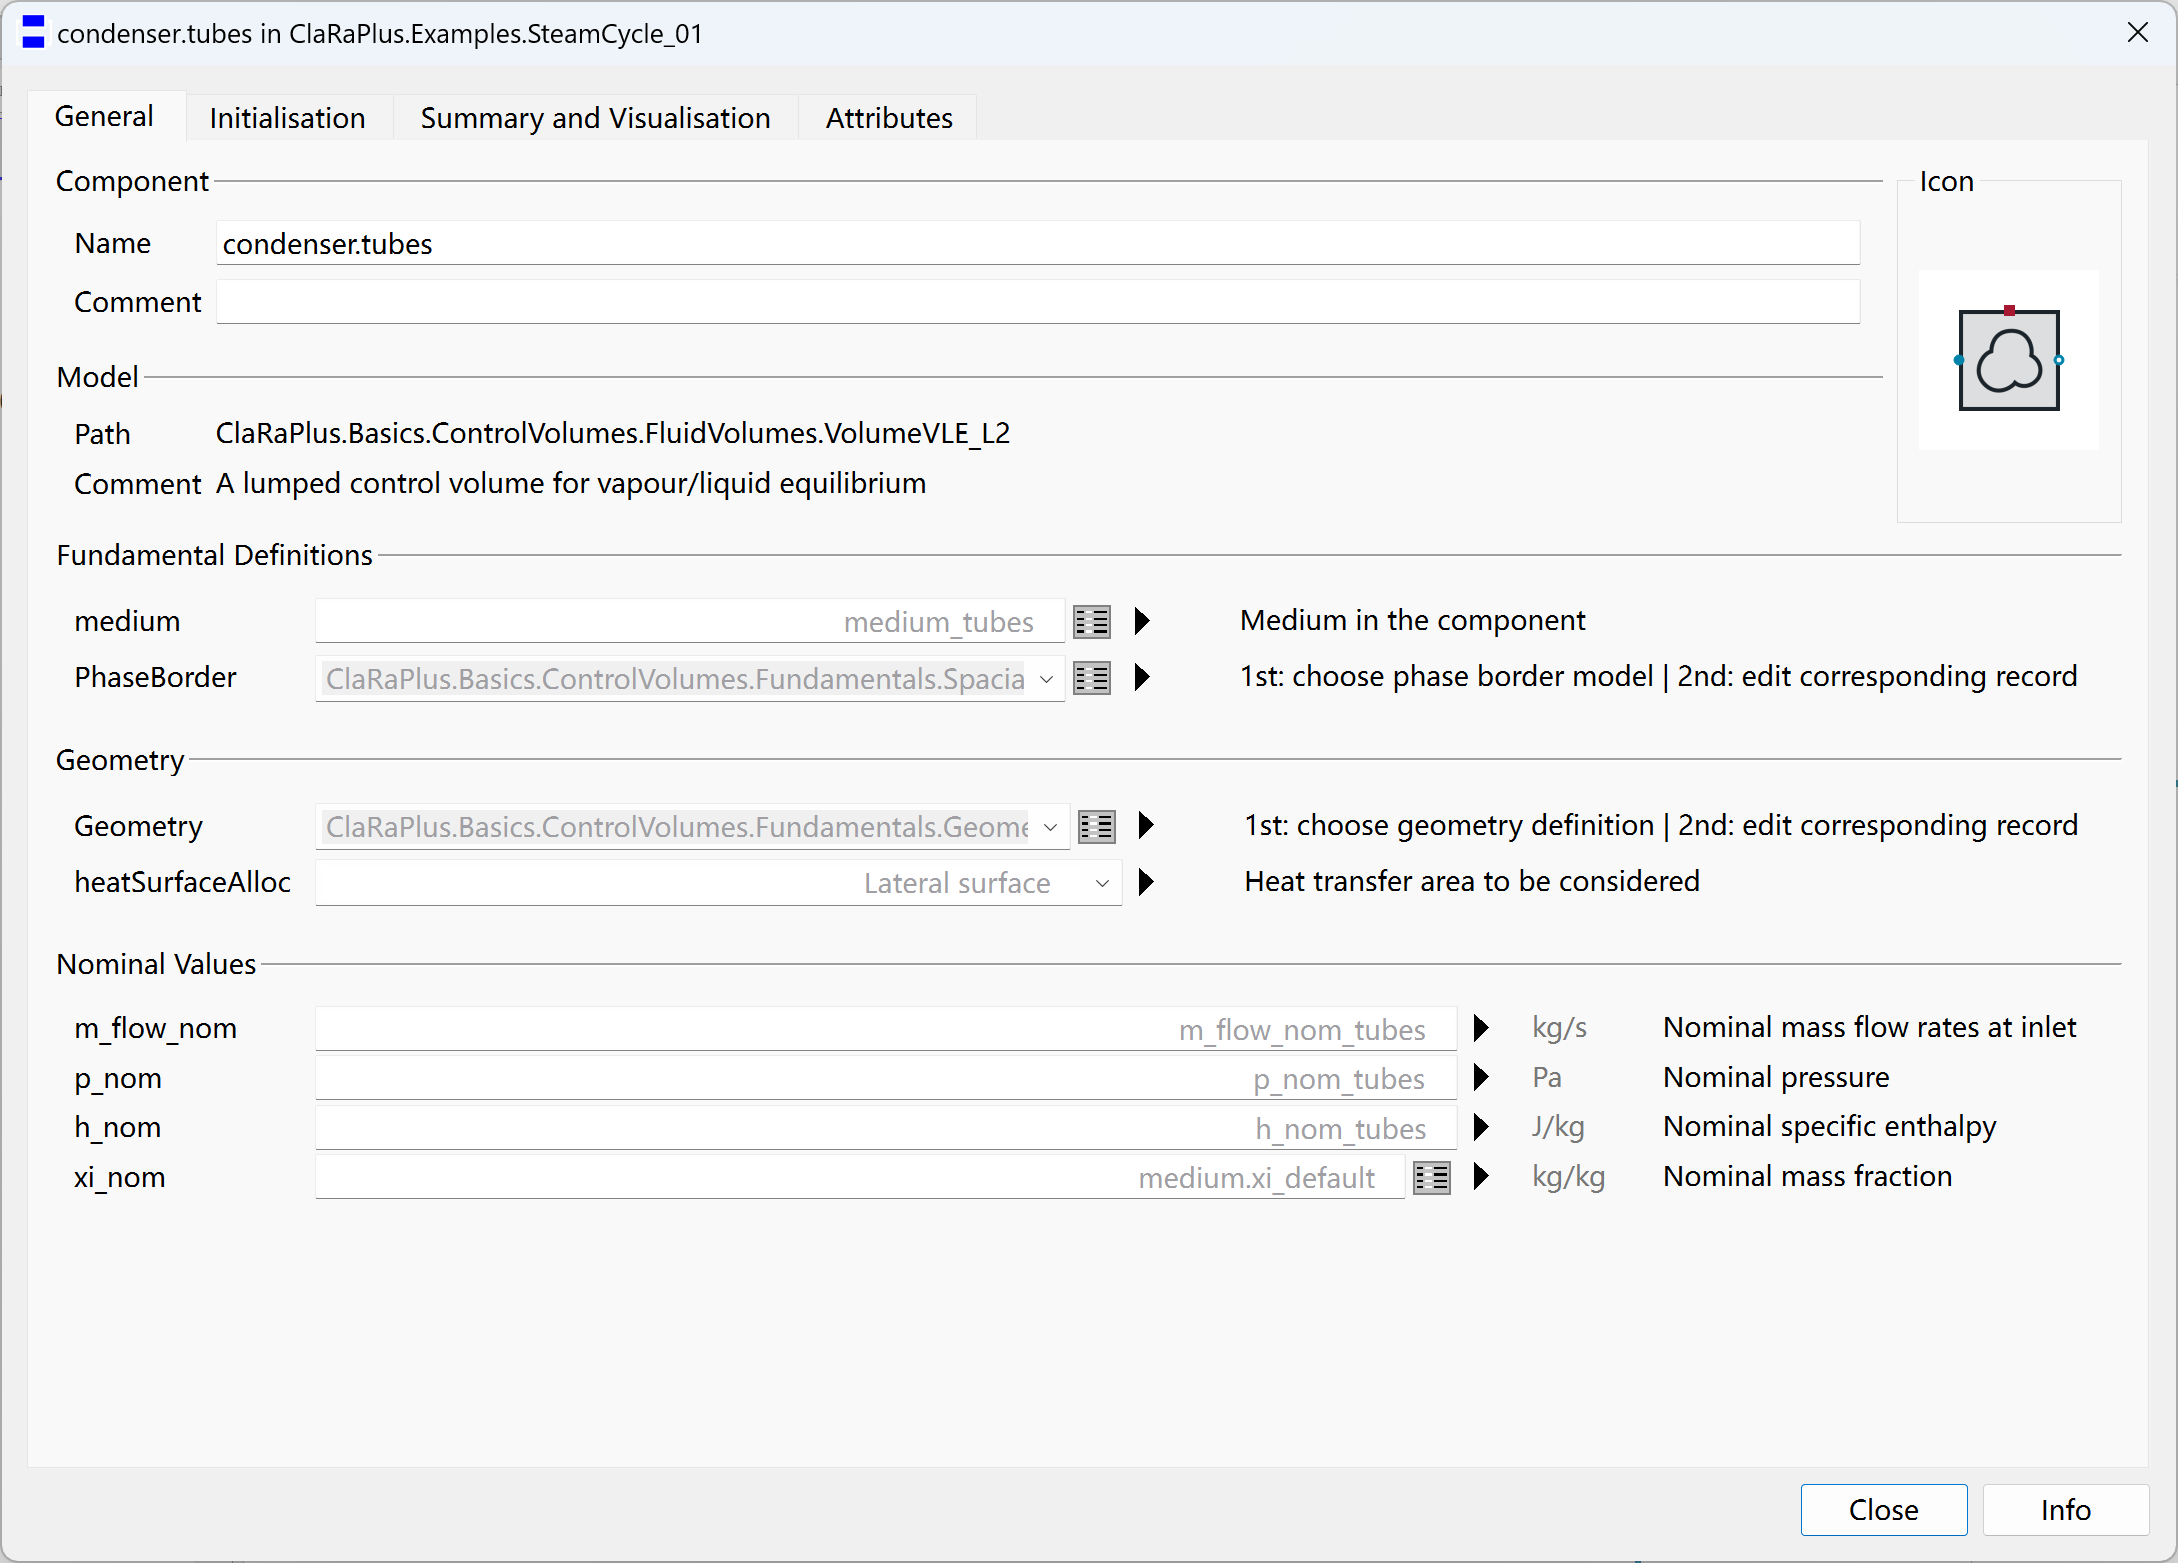 condenser.tubes in ClaRaPlus.Examples.SteamCycle_01
General Initialisation Summary and Visualisation Attributes
Component
Icon
Name condenser.tubes
Comment
Model
Path ClaRaPlus.Basics.ControlVolumes.FluidVolumes.VolumeVLE_L2
Comment A lumped control volume for vapour/liquid equilibrium
Fundamental Definitions
medium medium_tubes Medium in the component
PhaseBorder ClaRaPlus.Basics.ControlVolumes.Fundamentals.Spacia 1st: choose phase border model | 2nd: edit corresponding record
Geometry
Geometry ClaRaPlus.Basics.ControlVolumes.Fundamentals.Geome 1st: choose geometry definition | 2nd: edit corresponding record
heatSurfaceAlloc Lateral surface Heat transfer area to be considered
Nominal Values
m_flow_nom m_flow_nom_tubes kg/s Nominal mass flow rates at inlet
p_nom p_nom_tubes Pa Nominal pressure
h_nom h_nom_tubes J/kg Nominal specific enthalpy
xi_nom medium.xi_default kg/kg Nominal mass fraction
Close Info